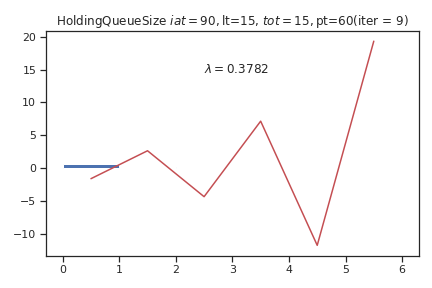 HoldingQueueSize iat = 90, lt=15, tot = 15, pt=60(iter = 9)
λ = 0.3782
20
15
10
5
0
−5
−10
0 1 2 3 4 5 6